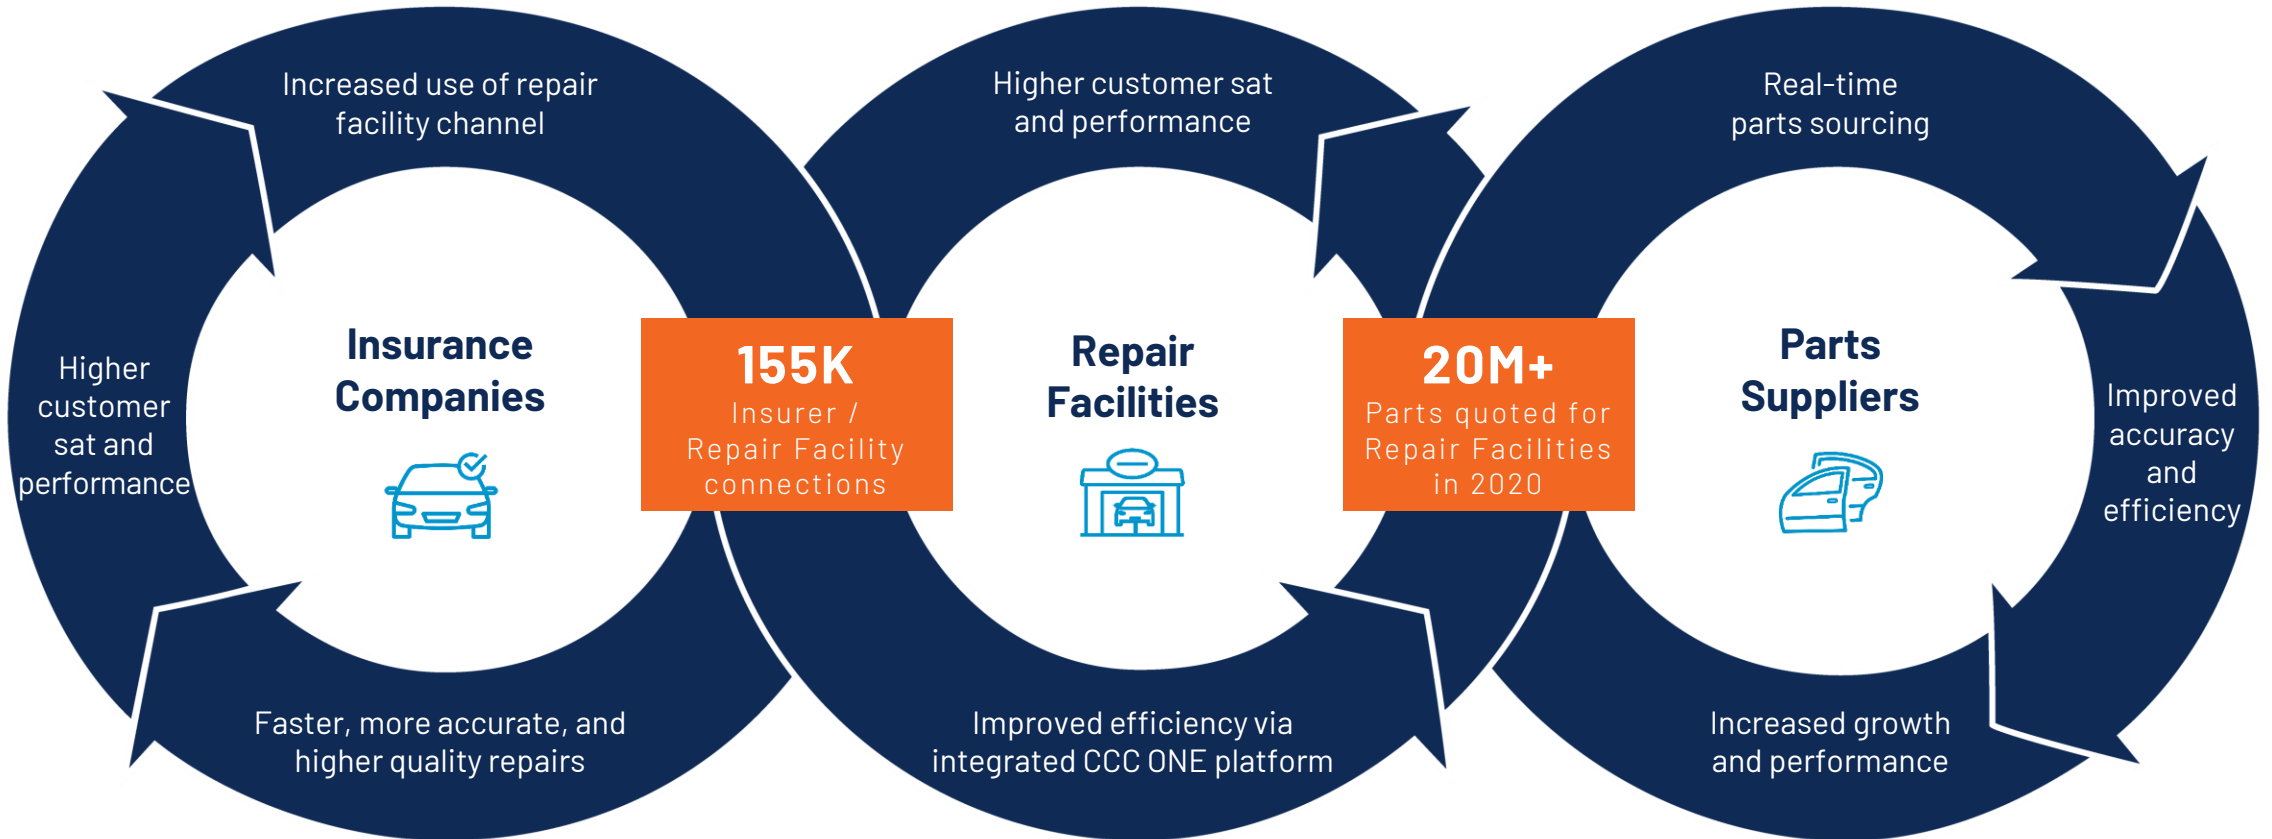 Increased use of repair
facility channel
Higher
customer
sat and
performance
Insurance
Companies
Faster, more accurate, and
higher quality repairs
155K
Insurer /
Repair Facility
connections
Higher customer sat
and performance
Repair
Facilities
Improved efficiency via
integrated CCC ONE platform
20M+
Parts quoted for
Repair Facilities
in 2020
Real-time
parts sourcing
Parts
Suppliers
Improved
accuracy
and
efficiency
Increased growth
and performance